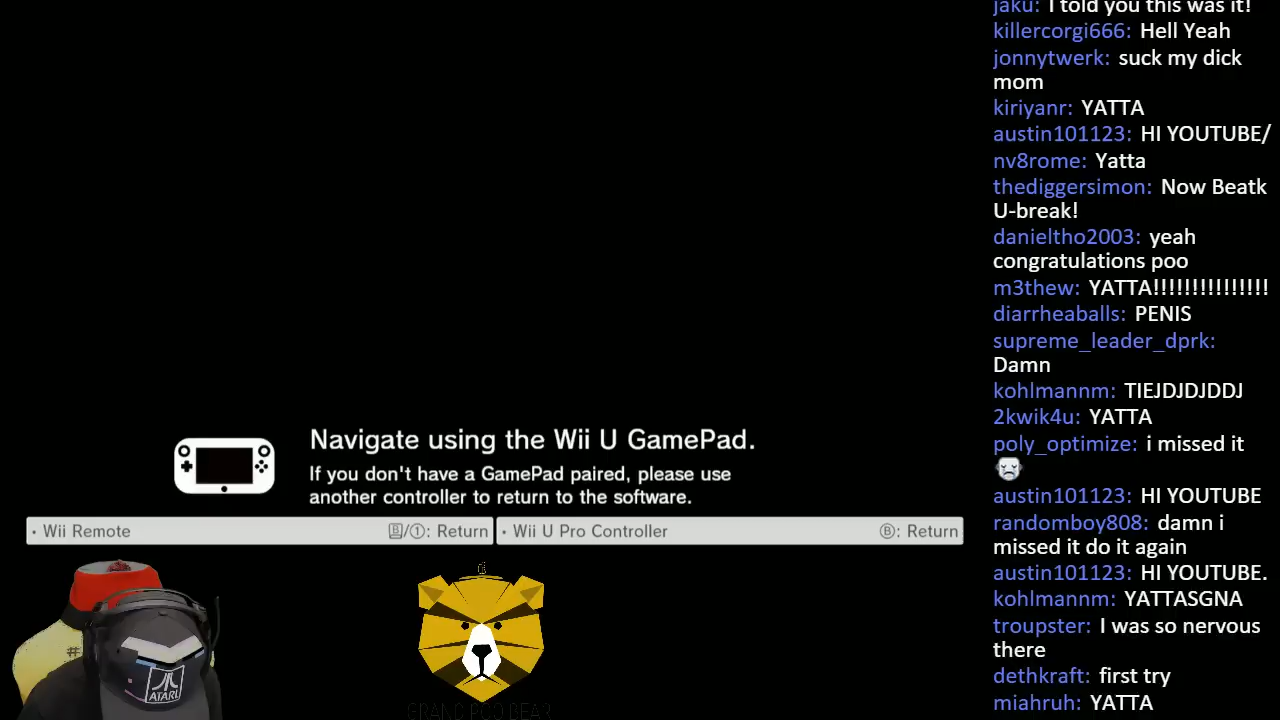 jaku: I told you this was it!
killercorgi666: Hell Yeah
jonnytwerk: suck my dick
mom
kiriyanr: YATTA
austin101123: HI YOUTUBE/
nv8rome: Yatta
thediggersimon: Now Beatk
U-break!
danieltho2003: yeah
congratulations poo
m3thew: YATTA!!!!!!!!!!!!!!!
diarrheaballs: PENIS
supreme_leader_dprk:
Damn
kohlmannm: TIEJDJDJDDJ
2kwik4u: YATTA
poly_optimize: i missed it
austin101123: HI YOUTUBE
randomboy808: damn i
missed it do it again
austin101123: HI YOUTUBE.
kohlmannm: YATTASGNA
troupster: I was so nervous
there
dethkraft: first try
miahruh: YATTA
Navigate using the Wii U GamePad.
If you don't have a GamePad paired, please use
another controller to return to the software.
• Wii Remote B/①: Return
• Wii U Pro Controller Ⓑ: Return
#
ATARI
GRAND POO BEAR